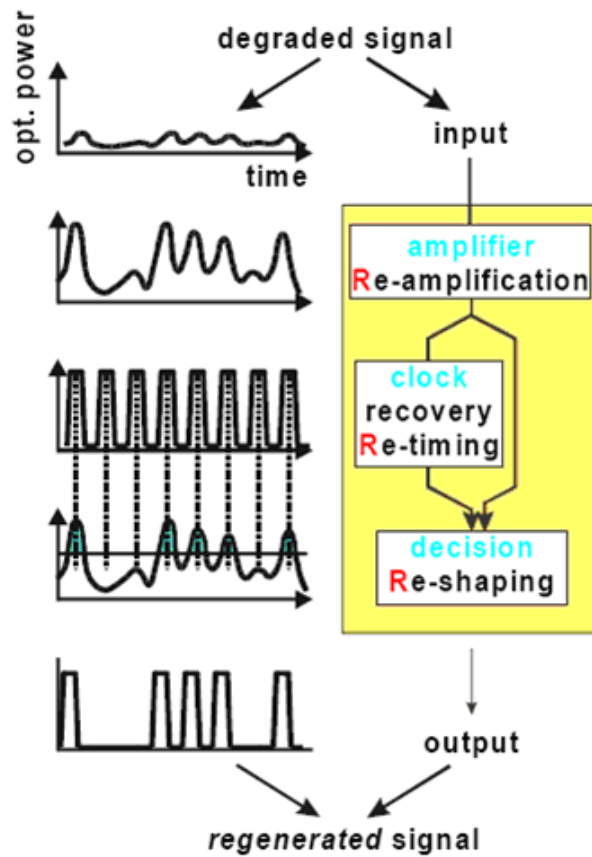 degraded signal
opt. power
time
input
amplifier
Re-amplification
clock
recovery
Re-timing
decision
Re-shaping
output
regenerated signal